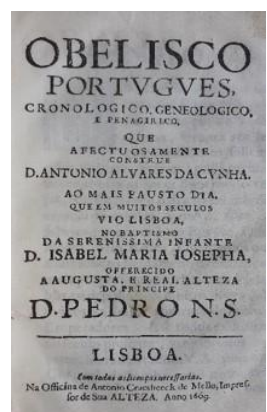 OBELISCO
PORTVGVES,
CRONOLOGICO, GENEOLOGICO,
E PENAGIRICO,
QUE
AFECTUOSAMENTE
CONSTRUE
D. ANTONIO ALVARES DA CVNHA.
AO MAIS FAUSTO DIA,
QUE EM MUITOS SECULOS
VIO LISBOA,
NO BAPTISMO
DA SERENISSIMA INFANTE
D. ISABEL MARIA IOSEPHA,
OFFERECIDO
A AUGUSTA, E REAL ALTEZA
DO PRINCIPE
D. PEDRO N. S.
LISBOA.
Com todas as licenças necessarias.
Na Officina de Antonio Craesbeeck de Mello, Impres-
sor de Sua ALTEZA. Anno 1669.